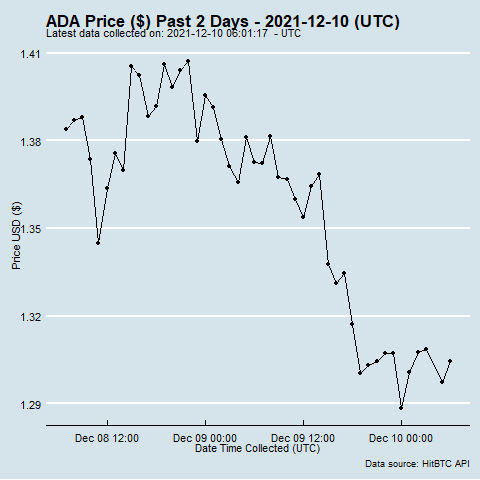 ADA Price ($) Past 2 Days - 2021-12-10 (UTC)
Latest data collected on: 2021-12-10 06:01:17 - UTC
1.41
1.38
1.35
1.32
1.29
Price USD ($)
Dec 08 12:00
Dec 09 00:00
Dec 09 12:00
Dec 10 00:00
Date Time Collected (UTC)
Data source: HitBTC API